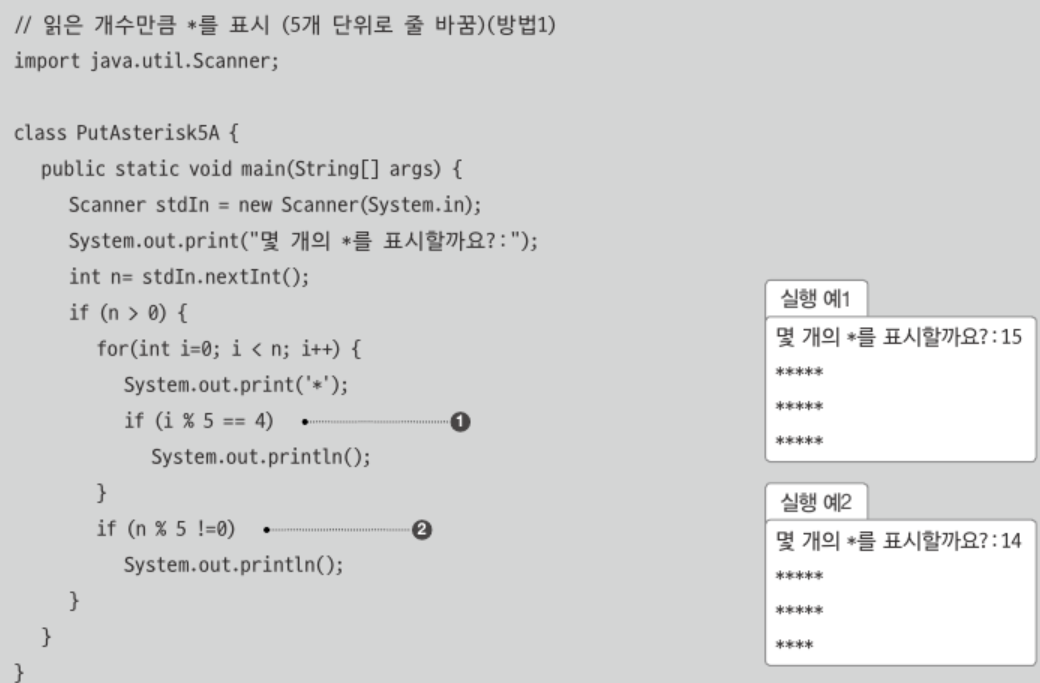 // 읽은 개수만큼 *를 표시 (5개 단위로 줄 바꿈)(방법1)
import java.util.Scanner;
class PutAsterisk5A {
public static void main(String[] args) {
Scanner stdIn = new Scanner(System.in);
System.out.print("몇 개의 *를 표시할까요?:");
int n= stdIn.nextInt();
if (n > 0) {
for(int i=0; i < n; i++) {
System.out.print('*');
if (i % 5 == 4) ❶
System.out.println();
}
if (n % 5 !=0) ❷
System.out.println();
}
}
}
실행 예1
몇 개의 *를 표시할까요?:15
*****
*****
*****
실행 예2
몇 개의 *를 표시할까요?:14
*****
*****
****